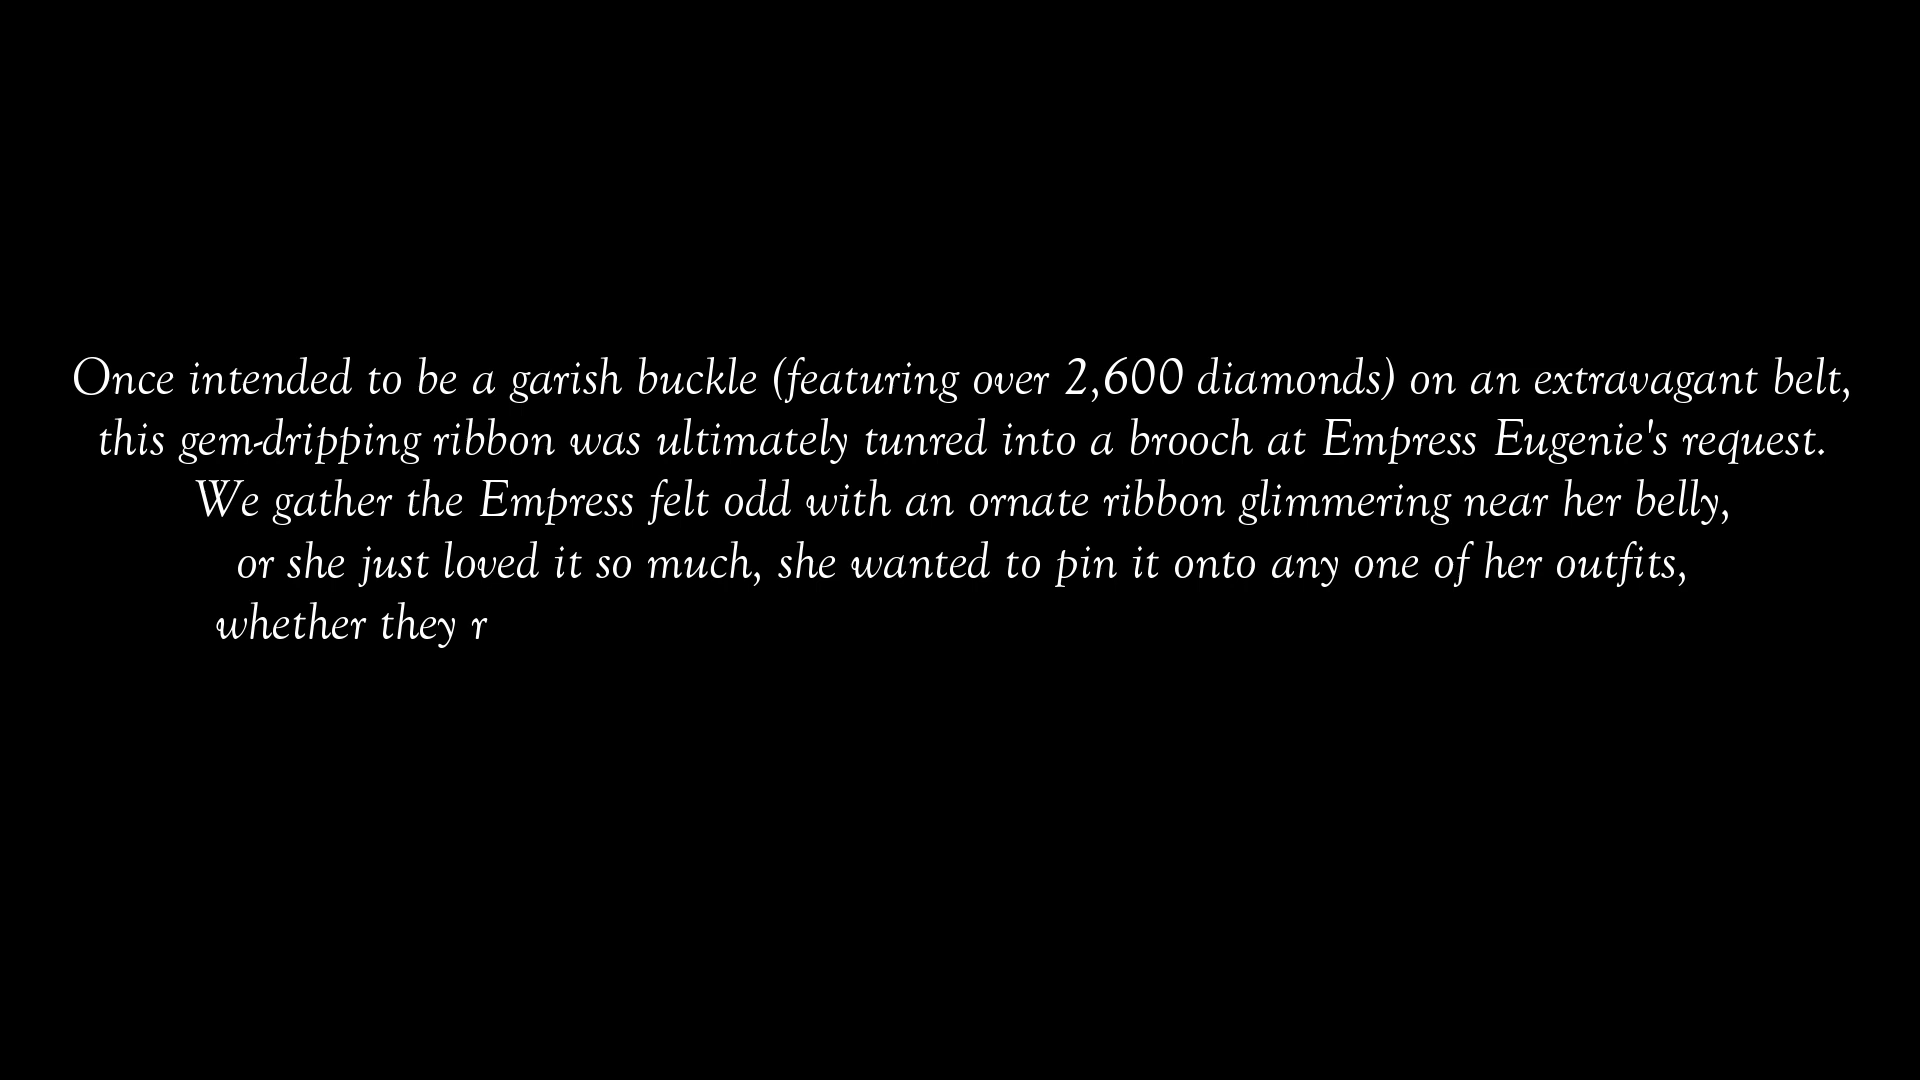 Once intended to be a garish buckle (featuring over 2,600 diamonds) on an extravagant belt,
this gem-dripping ribbon was ultimately tunred into a brooch at Empress Eugenie's request.
We gather the Empress felt odd with an ornate ribbon glimmering near her belly,
or she just loved it so much, she wanted to pin it onto any one of her outfits,
whether they r